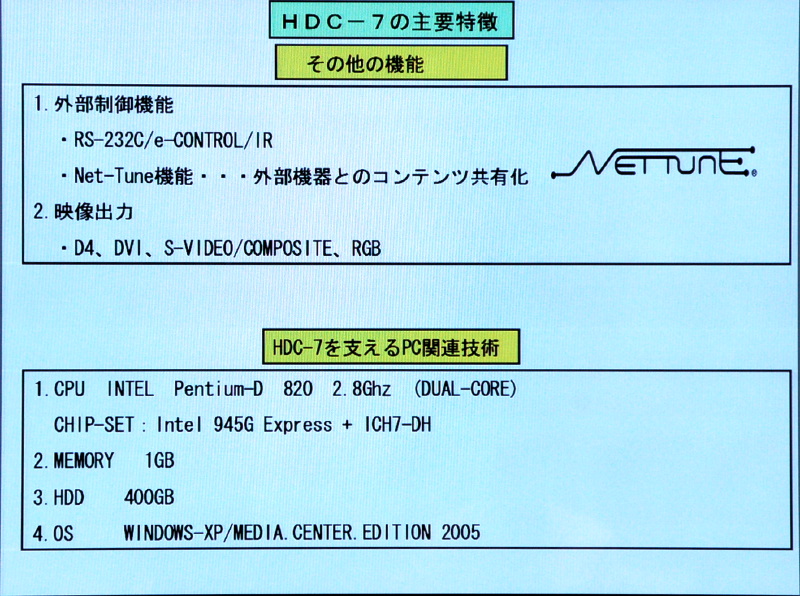 ＨＤＣ－７の主要特徴
その他の機能
1. 外部制御機能
・RS-232C/e-CONTROL/IR
・Net-Tune機能・・・外部機器とのコンテンツ共有化
NETTUNE®
2. 映像出力
・D4、DVI、S-VIDEO/COMPOSITE、RGB
HDC-7を支えるPC関連技術
1. CPU INTEL Pentium-D 820 2.8Ghz (DUAL-CORE)
CHIP-SET：Intel 945G Express + ICH7-DH
2. MEMORY 1GB
3. HDD 400GB
4. OS WINDOWS-XP/MEDIA.CENTER.EDITION 2005